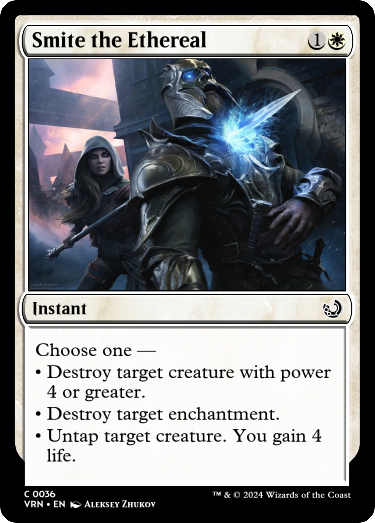 Smite the Ethereal 1
Instant
Choose one —
• Destroy target creature with power
4 or greater.
• Destroy target enchantment.
• Untap target creature. You gain 4
life.
C 0036
VRN • EN Aleksey Zhukov
™ & © 2024 Wizards of the Coast